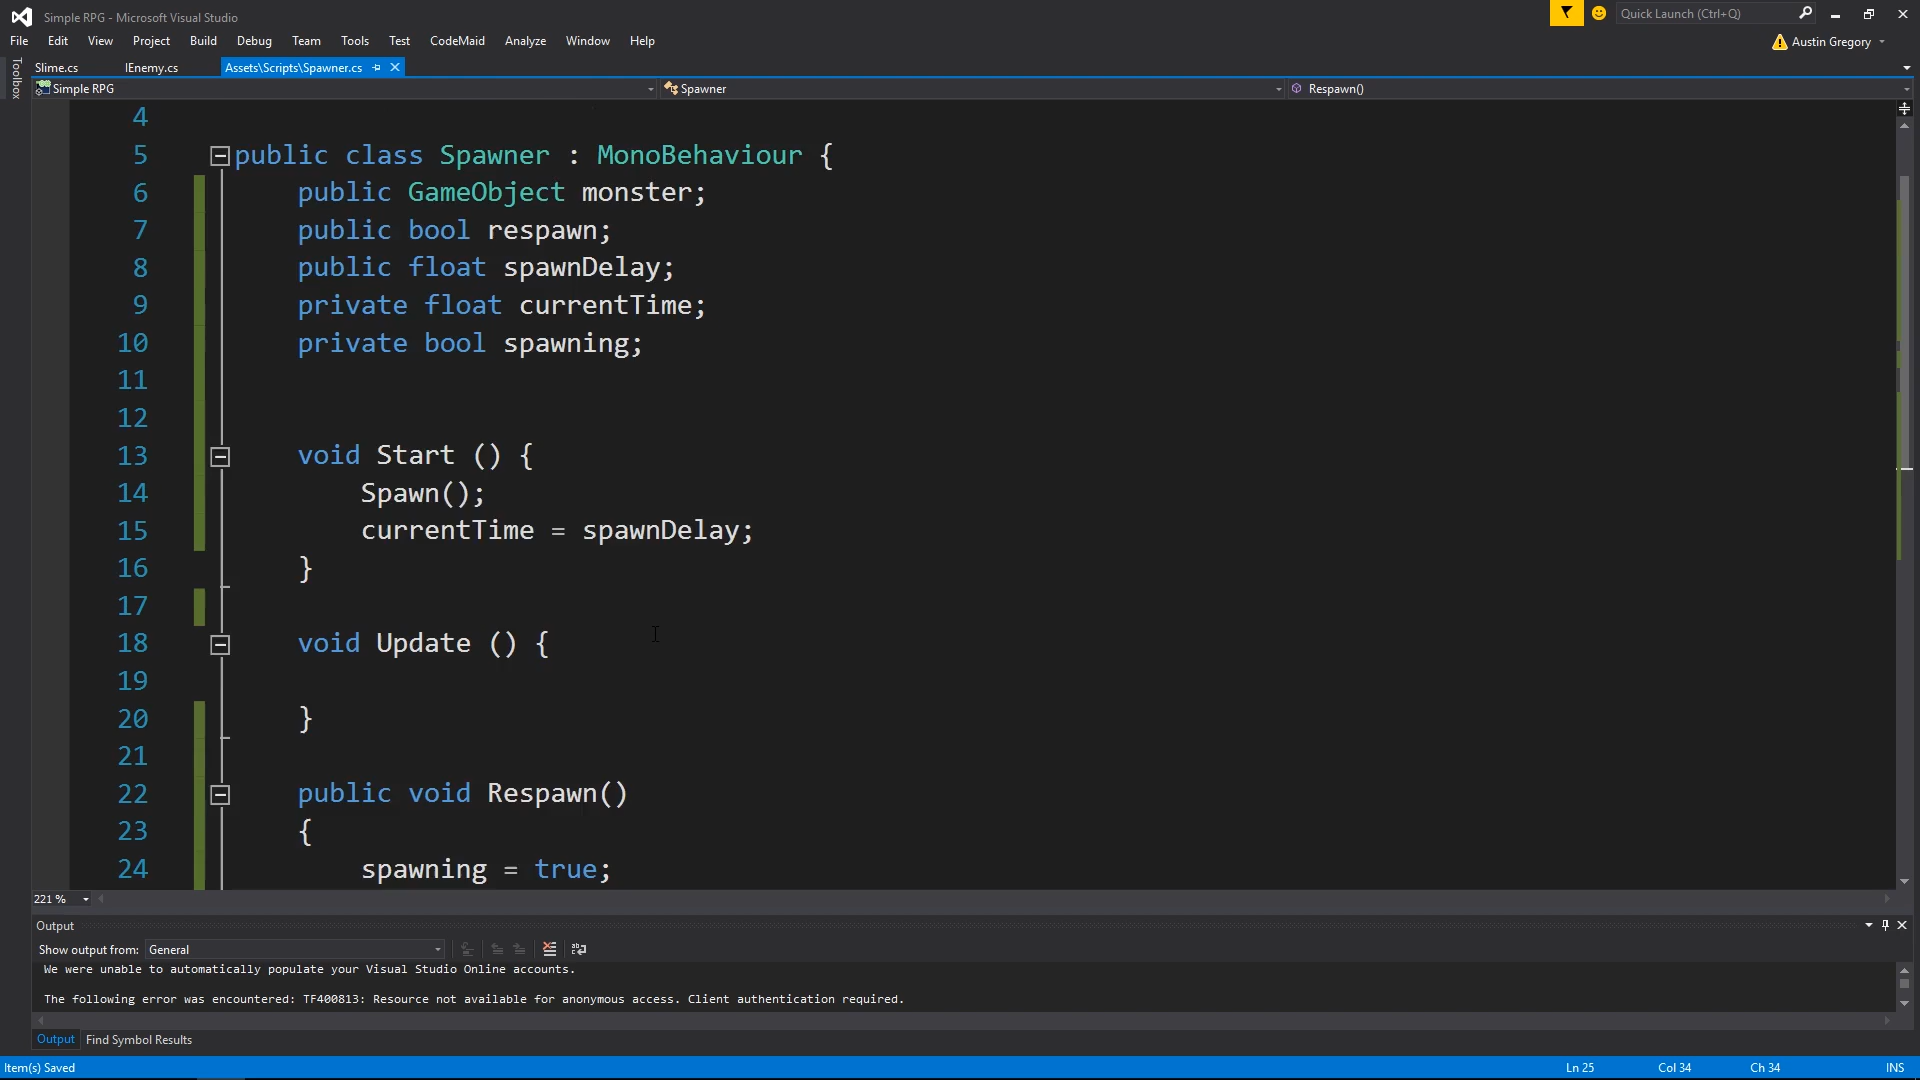 Simple RPG - Microsoft Visual Studio
Quick Launch (Ctrl+Q)
File Edit View Project Build Debug Team Tools Test CodeMaid Analyze Window Help
Austin Gregory
Toolbox
Slime.cs IEnemy.cs Assets\Scripts\Spawner.cs
Simple RPG Spawner Respawn()
4
5 public class Spawner : MonoBehaviour {
6 public GameObject monster;
7 public bool respawn;
8 public float spawnDelay;
9 private float currentTime;
10 private bool spawning;
11
12
13 void Start () {
14 Spawn();
15 currentTime = spawnDelay;
16 }
17
18 void Update () {
19
20 }
21
22 public void Respawn()
23 {
24 spawning = true;
221 %
Output
Show output from: General
We were unable to automatically populate your Visual Studio Online accounts.
The following error was encountered: TF400813: Resource not available for anonymous access. Client authentication required.
Output Find Symbol Results
Item(s) Saved Ln 25 Col 34 Ch 34 INS